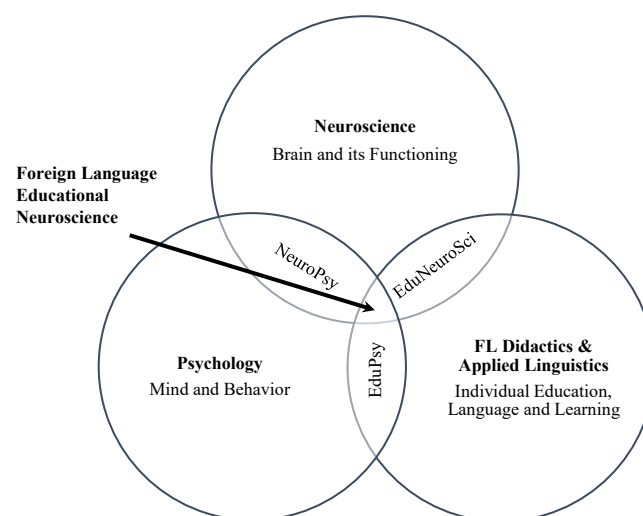 Neuroscience
Brain and its Functioning
Foreign Language
Educational
Neuroscience
NeuroPsy
EduNeuroSci
EduPsy
Psychology
Mind and Behavior
FL Didactics &
Applied Linguistics
Individual Education,
Language and Learning